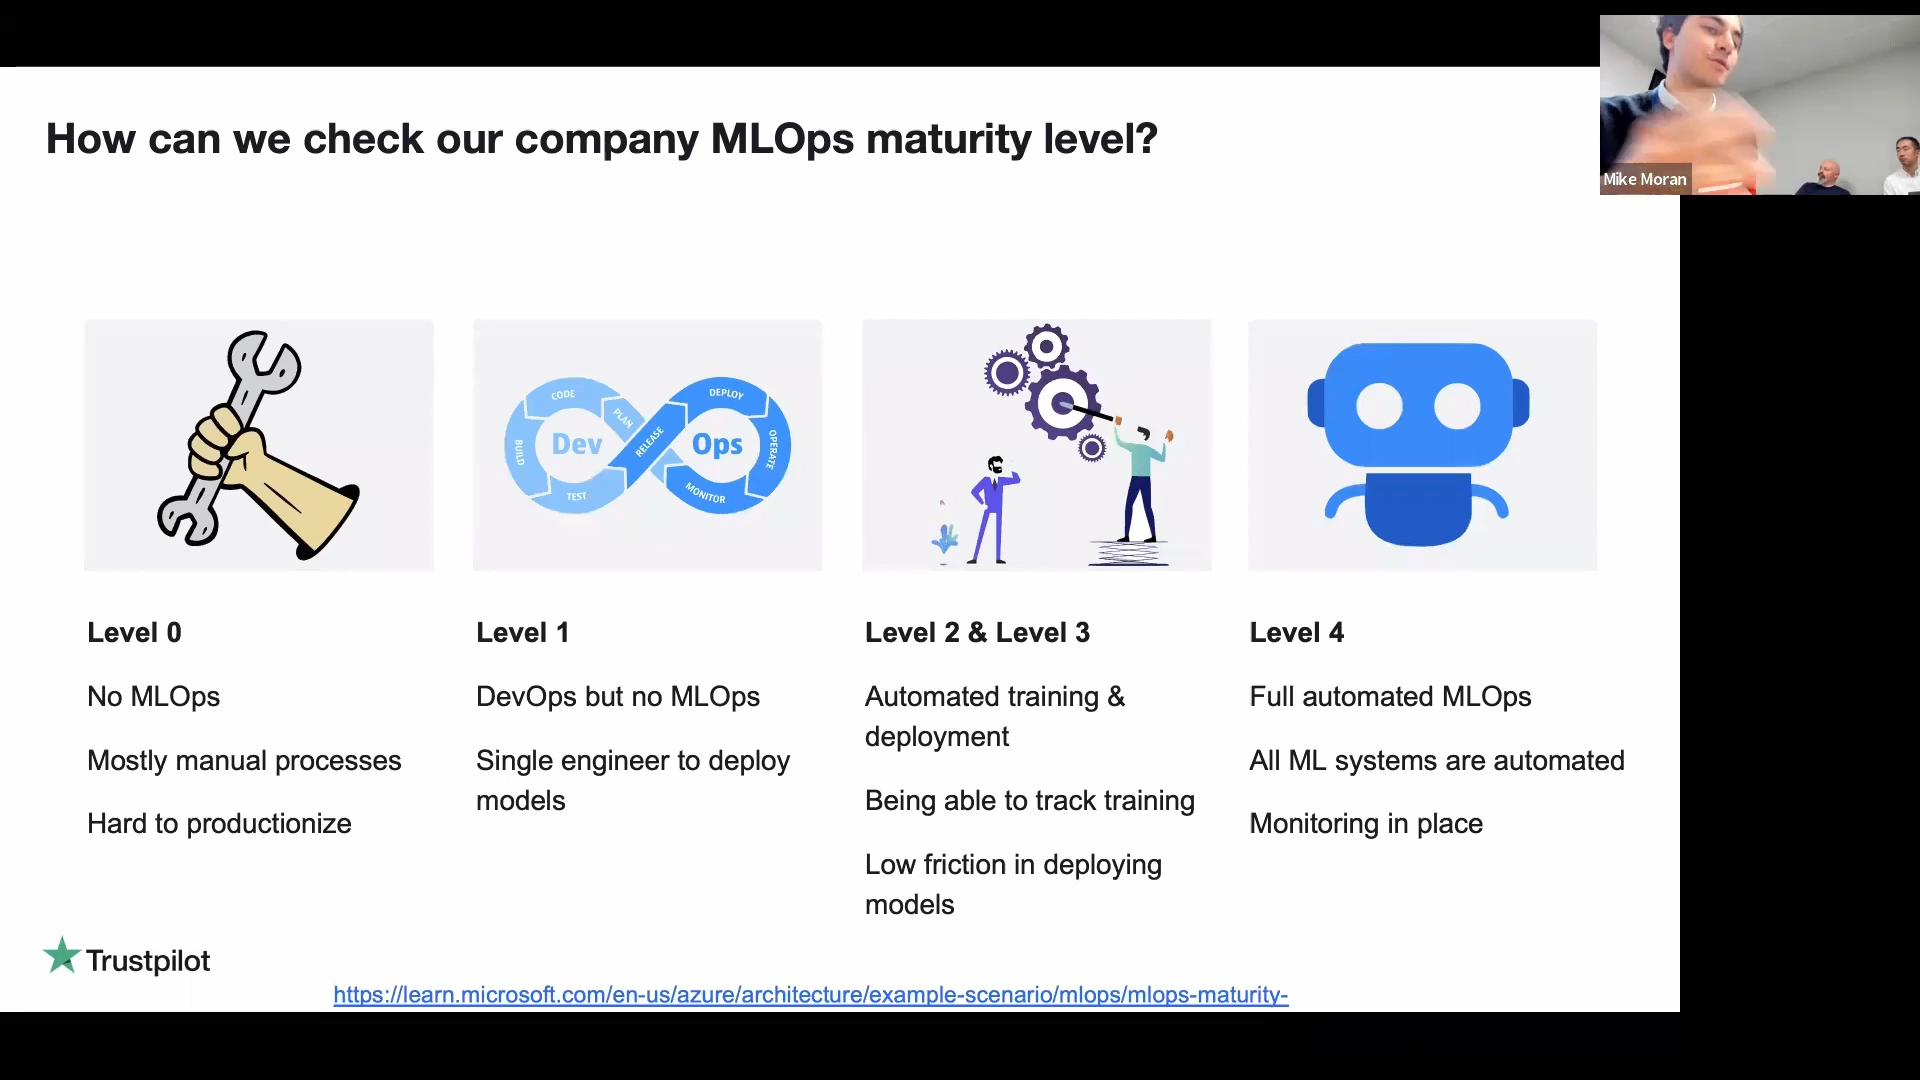 How can we check our company MLOps maturity level?
Mike Moran
CODE
PLAN
BUILD
TEST
RELEASE
DEPLOY
OPERATE
MONITOR
Dev
Ops
Level 0
No MLOps
Mostly manual processes
Hard to productionize
Level 1
DevOps but no MLOps
Single engineer to deploy
models
Level 2 & Level 3
Automated training &
deployment
Being able to track training
Low friction in deploying
models
Level 4
Full automated MLOps
All ML systems are automated
Monitoring in place
Trustpilot
https://learn.microsoft.com/en-us/azure/architecture/example-scenario/mlops/mlops-maturity-